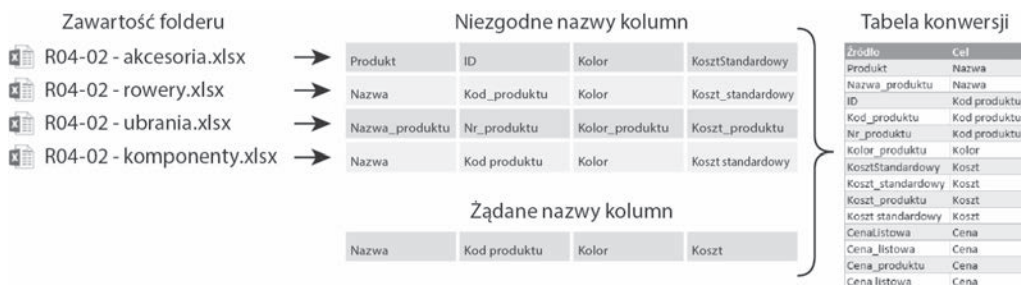 Zawartość folderu
R04-02 - akcesoria.xlsx
R04-02 - rowery.xlsx
R04-02 - ubrania.xlsx
R04-02 - komponenty.xlsx
Niezgodne nazwy kolumn
Produkt ID Kolor KosztStandardowy
Nazwa Kod_produktu Kolor Koszt_standardowy
Nazwa_produktu Nr_produktu Kolor_produktu Koszt_produktu
Nazwa Kod produktu Kolor Koszt standardowy
Żądane nazwy kolumn
Nazwa Kod produktu Kolor Koszt
Tabela konwersji
Źródło Cel
Produkt Nazwa
Nazwa_produktu Nazwa
ID Kod produktu
Kod_produktu Kod produktu
Nr_produktu Kod produktu
Kolor_produktu Kolor
KosztStandardowy Koszt
Koszt_standardowy Koszt
Koszt_produktu Koszt
Koszt standardowy Koszt
CenaListowa Cena
Cena_listowa Cena
Cena_produktu Cena
Cena listowa Cena